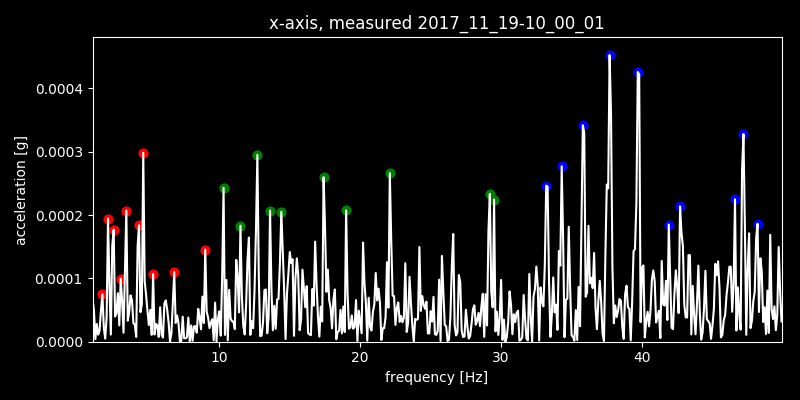 x-axis, measured 2017_11_19-10_00_01
acceleration [g]
0.0004
0.0003
0.0002
0.0001
0.0000
10 20 30 40
frequency [Hz]